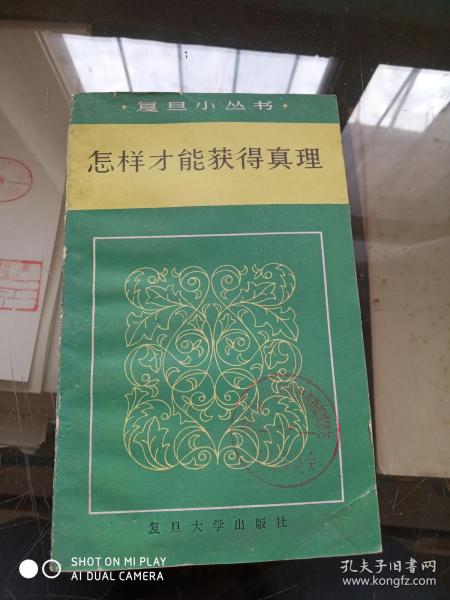 ·复旦小丛书·
怎样才能获得真理
复旦大学出版社
SHOT ON MI PLAY
AI DUAL CAMERA
孔夫子旧书网
www.kongfz.com